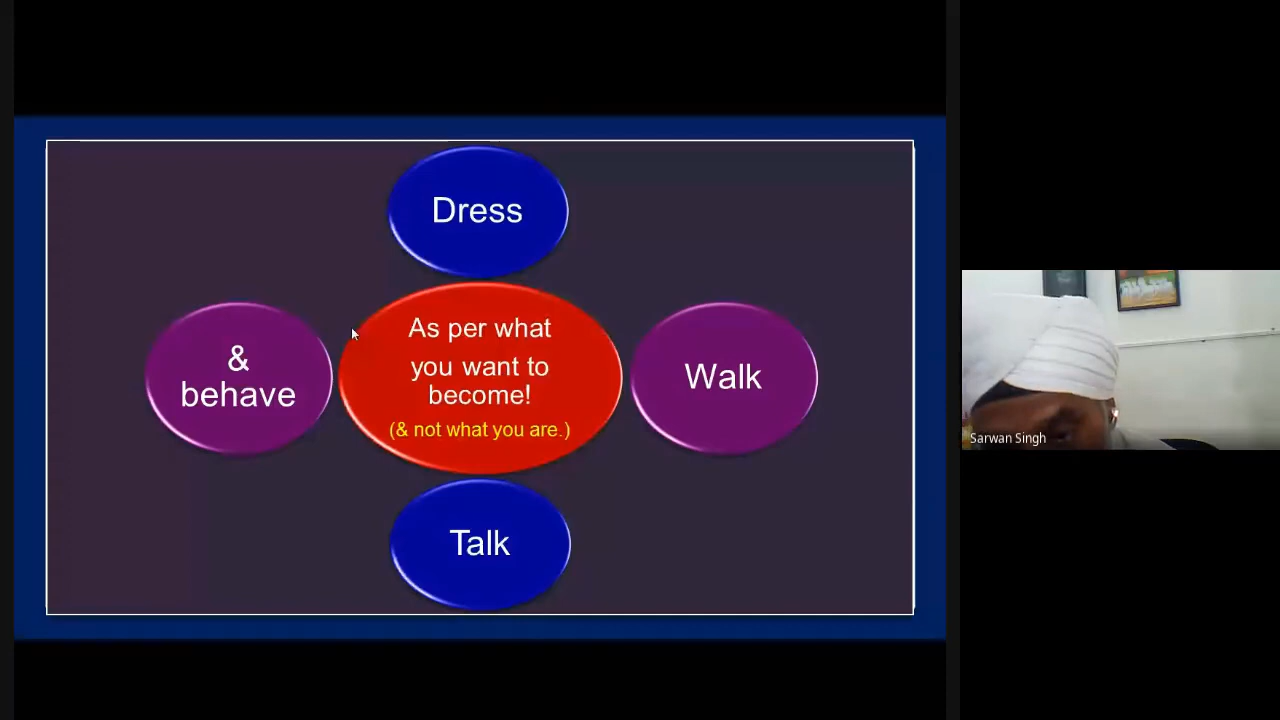 Dress
As per what
you want to
become!
(& not what you are.)
&
behave
Walk
Talk
Sarwan Singh